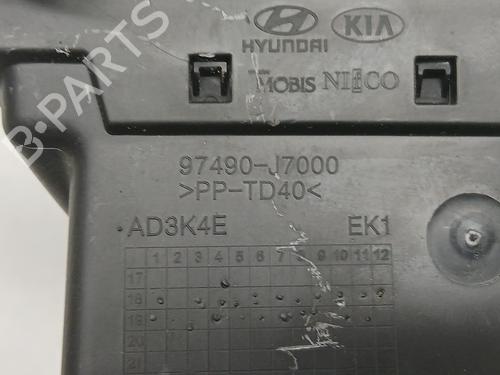 HYUNDAI KIA
MOBIS NIFCO
97490-J7000
>PP-TD40<
AD3K4E EK1
1 2 3 4 5 6 7 8 9 10 11 12
17
18
19
20
21
B-Parts